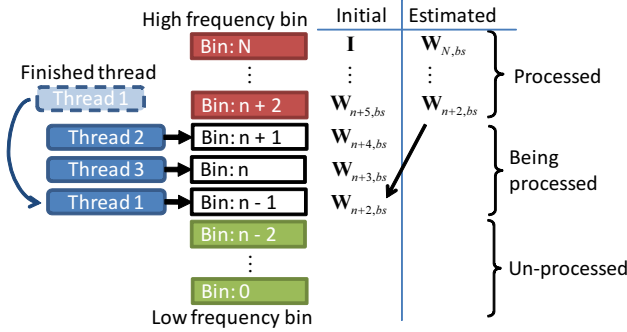 High frequency bin Initial Estimated
Bin: N I W_{N,bs}
Finished thread ⋮ ⋮ ⋮ Processed
Thread 1 Bin: n + 2 W_{n+5,bs} W_{n+2,bs}
Thread 2 Bin: n + 1 W_{n+4,bs}
Thread 3 Bin: n W_{n+3,bs} Being processed
Thread 1 Bin: n - 1 W_{n+2,bs}
Bin: n - 2
⋮ Un-processed
Bin: 0
Low frequency bin